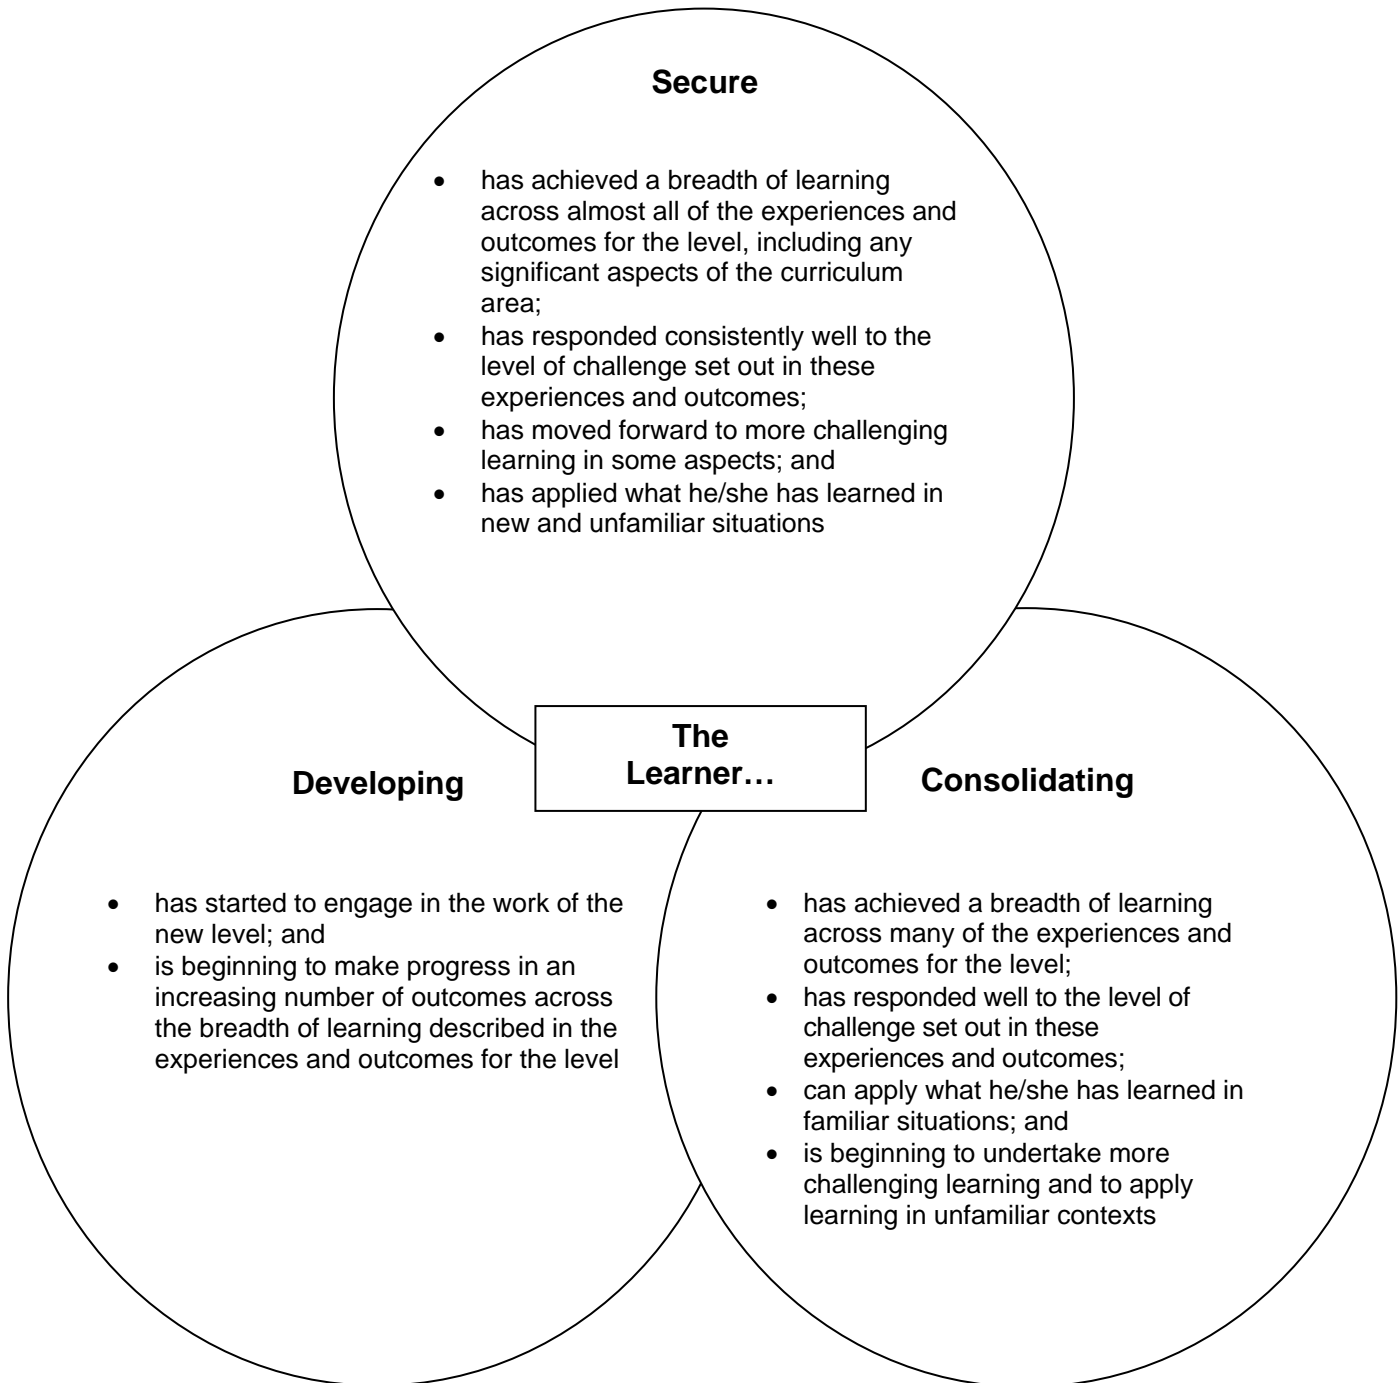 Secure
• has achieved a breadth of learning
across almost all of the experiences and
outcomes for the level, including any
significant aspects of the curriculum
area;
• has responded consistently well to the
level of challenge set out in these
experiences and outcomes;
• has moved forward to more challenging
learning in some aspects; and
• has applied what he/she has learned in
new and unfamiliar situations
The
Learner…
Developing
• has started to engage in the work of the
new level; and
• is beginning to make progress in an
increasing number of outcomes across
the breadth of learning described in the
experiences and outcomes for the level
Consolidating
• has achieved a breadth of learning
across many of the experiences and
outcomes for the level;
• has responded well to the level of
challenge set out in these
experiences and outcomes;
• can apply what he/she has learned in
familiar situations; and
• is beginning to undertake more
challenging learning and to apply
learning in unfamiliar contexts